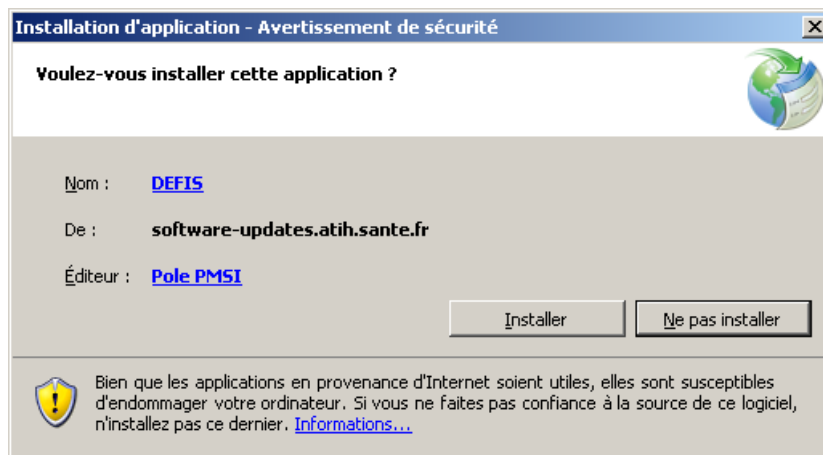 Installation d'application - Avertissement de sécurité
Voulez-vous installer cette application ?
Nom : DEFIS
De : software-updates.atih.sante.fr
Éditeur : Pole PMSI
Installer Ne pas installer
Bien que les applications en provenance d'Internet soient utiles, elles sont susceptibles
d'endommager votre ordinateur. Si vous ne faites pas confiance à la source de ce logiciel,
n'installez pas ce dernier. Informations...